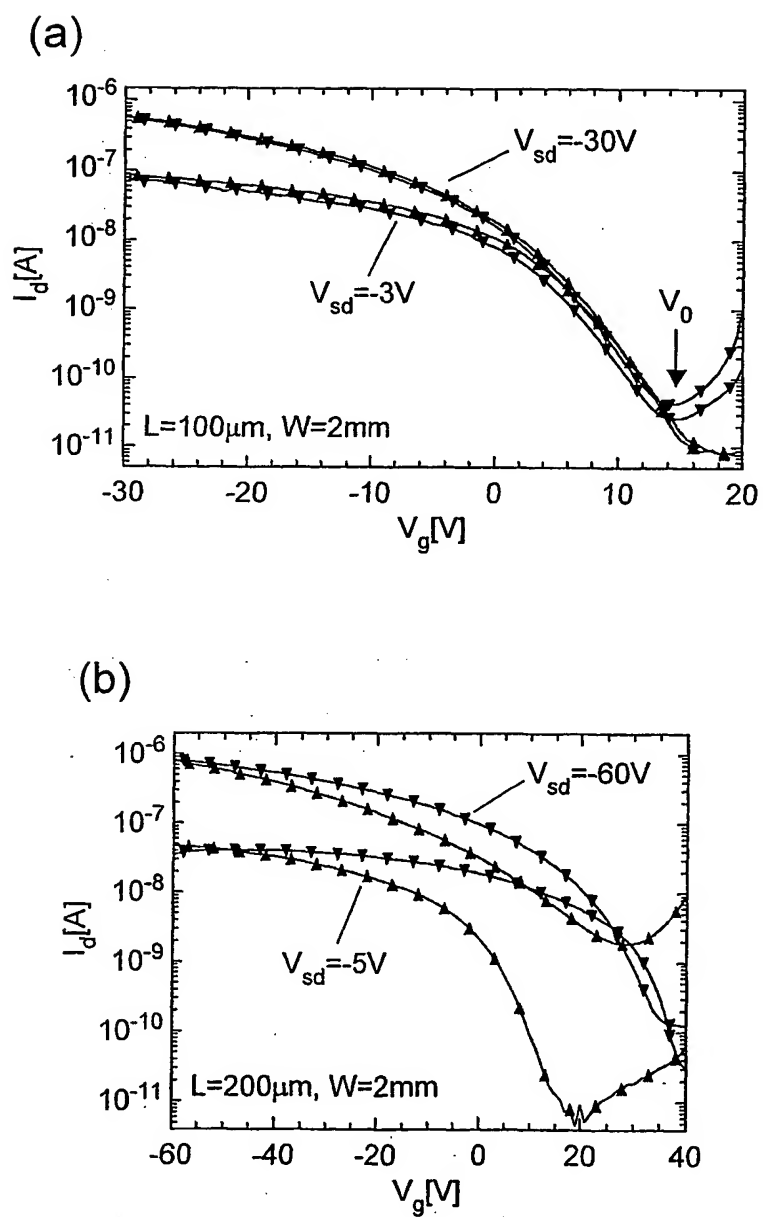 (a)
10^-6
10^-7
10^-8
10^-9
10^-10
10^-11
I_d[A]
V_sd=-30V
V_sd=-3V
V_0
L=100μm, W=2mm
-30 -20 -10 0 10 20
V_g[V]
(b)
10^-6
10^-7
10^-8
10^-9
10^-10
10^-11
I_d[A]
V_sd=-60V
V_sd=-5V
L=200μm, W=2mm
-60 -40 -20 0 20 40
V_g[V]